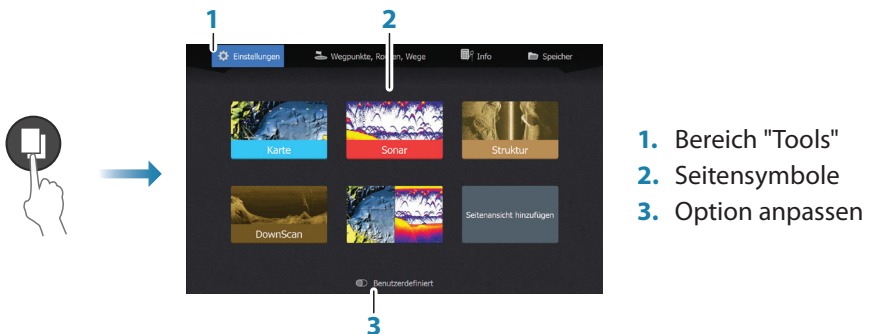 1 2
Einstellungen Wegpunkte, Routen, Wege Info Speicher
Karte Sonar Struktur
DownScan Seitenansicht hinzufügen
Benutzerdefiniert
3
1. Bereich "Tools"
2. Seitensymbole
3. Option anpassen